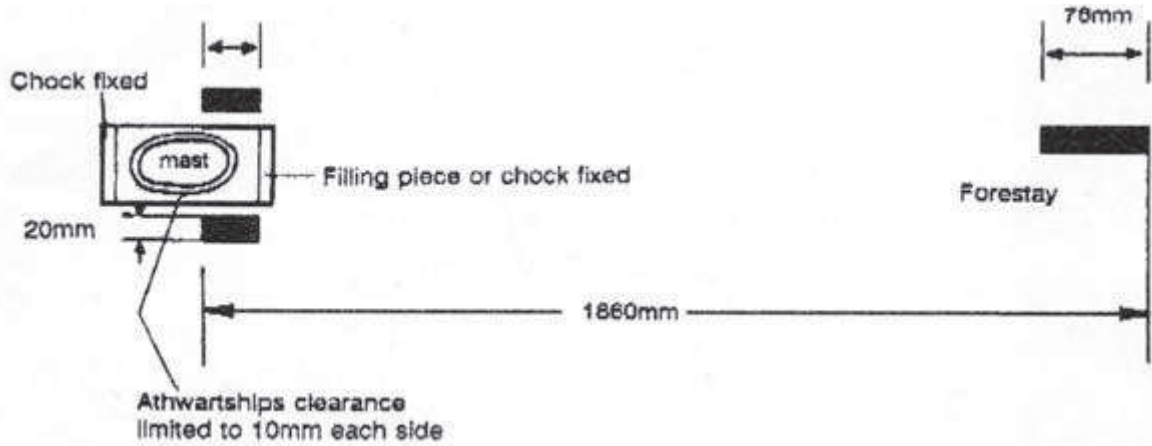 76mm
Chock fixed
mast
Filling piece or chock fixed
Forestay
20mm
1860mm
Athwartships clearance
limited to 10mm each side